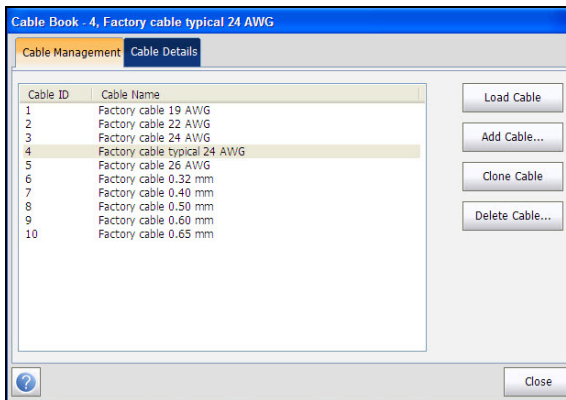 Cable Book - 4, Factory cable typical 24 AWG
Cable Management Cable Details
Cable ID Cable Name
1 Factory cable 19 AWG
2 Factory cable 22 AWG
3 Factory cable 24 AWG
4 Factory cable typical 24 AWG
5 Factory cable 26 AWG
6 Factory cable 0.32 mm
7 Factory cable 0.40 mm
8 Factory cable 0.50 mm
9 Factory cable 0.60 mm
10 Factory cable 0.65 mm
Load Cable
Add Cable...
Clone Cable
Delete Cable...
?
Close